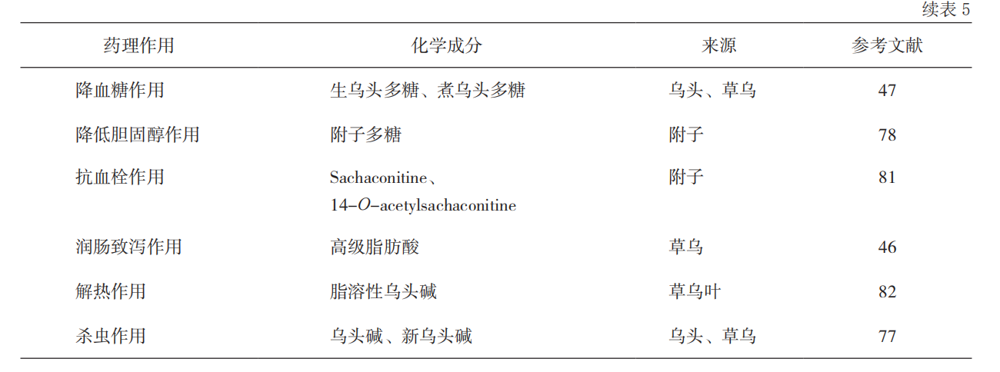 续表 5
药理作用 化学成分 来源 参考文献
降血糖作用 生乌头多糖、煮乌头多糖 乌头、草乌 47
降低胆固醇作用 附子多糖 附子 78
抗血栓作用 Sachaconitine、 附子 81
14-O-acetylsachaconitine
润肠致泻作用 高级脂肪酸 草乌 46
解热作用 脂溶性乌头碱 草乌叶 82
杀虫作用 乌头碱、新乌头碱 乌头、草乌 77